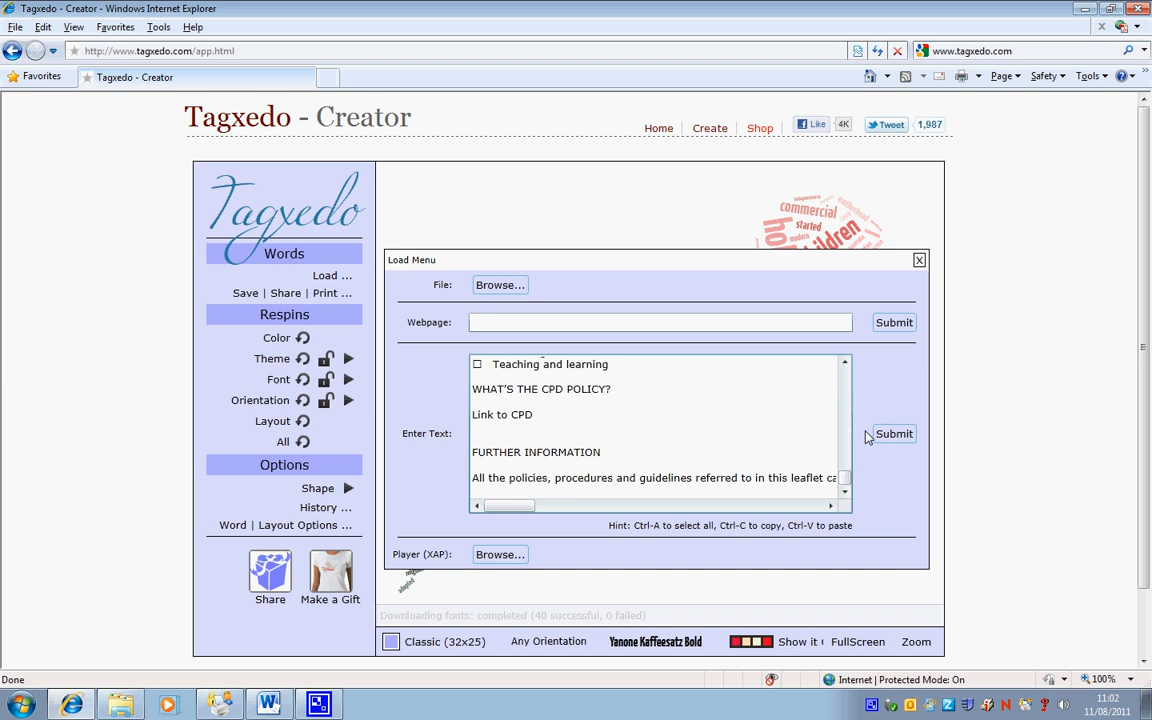 Tagxedo - Creator - Windows Internet Explorer
File Edit View Favorites Tools Help
http://www.tagxedo.com/app.html
www.tagxedo.com
Favorites
Tagxedo - Creator
Page
Safety
Tools
Tagxedo - Creator
Home Create Shop
Like 4K
Tweet 1,987
Tagxedo
Words
Load ...
Save | Share | Print ...
Respins
Color
Theme
Font
Orientation
Layout
All
Options
Shape
History ...
Word | Layout Options ...
Share Make a Gift
commercial
started
modern
motherhood
ho
children
Load Menu X
File: Browse...
Webpage: Submit
Enter Text:
Teaching and learning
WHAT'S THE CPD POLICY?
Link to CPD
FURTHER INFORMATION
All the policies, procedures and guidelines referred to in this leaflet ca
Submit
Hint: Ctrl-A to select all, Ctrl-C to copy, Ctrl-V to paste
Player (XAP): Browse...
adopted
Downloading fonts: completed (40 successful, 0 failed)
Classic (32x25) Any Orientation Yanone Kaffeesatz Bold Show it FullScreen Zoom
Done
Internet | Protected Mode: On
100%
11:02
11/08/2011